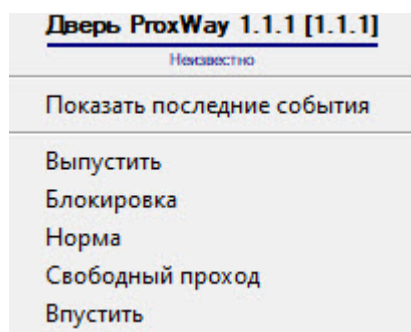 Дверь ProxWay 1.1.1 [1.1.1]
Неизвестно
Показать последние события
Выпустить
Блокировка
Норма
Свободный проход
Впустить